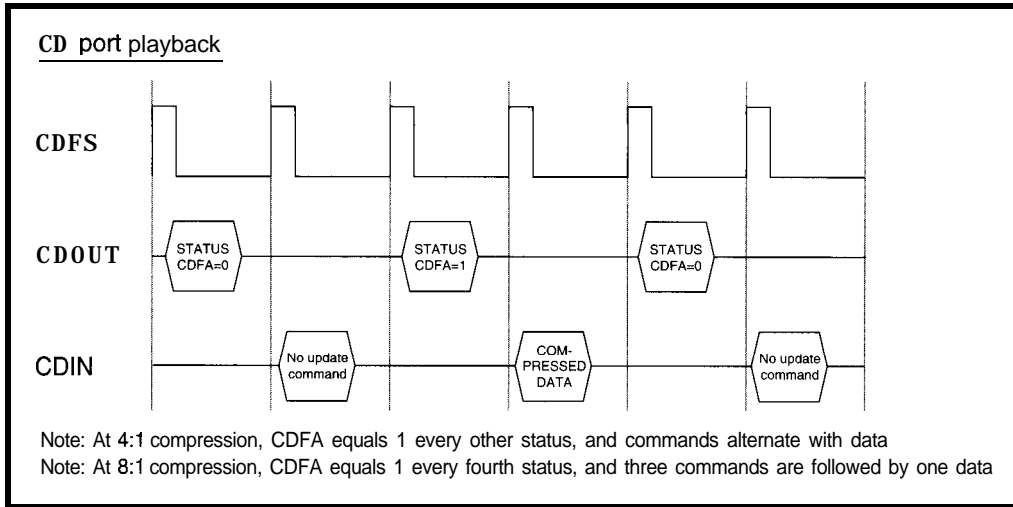 CD port playback
CDFS
CDOUT
STATUS
CDFA=0
STATUS
CDFA=1
STATUS
CDFA=0
CDIN
No update
command
COM-
PRESSED
DATA
No update
command
Note: At 4:1 compression, CDFA equals 1 every other status, and commands alternate with data
Note: At 8:1 compression, CDFA equals 1 every fourth status, and three commands are followed by one data